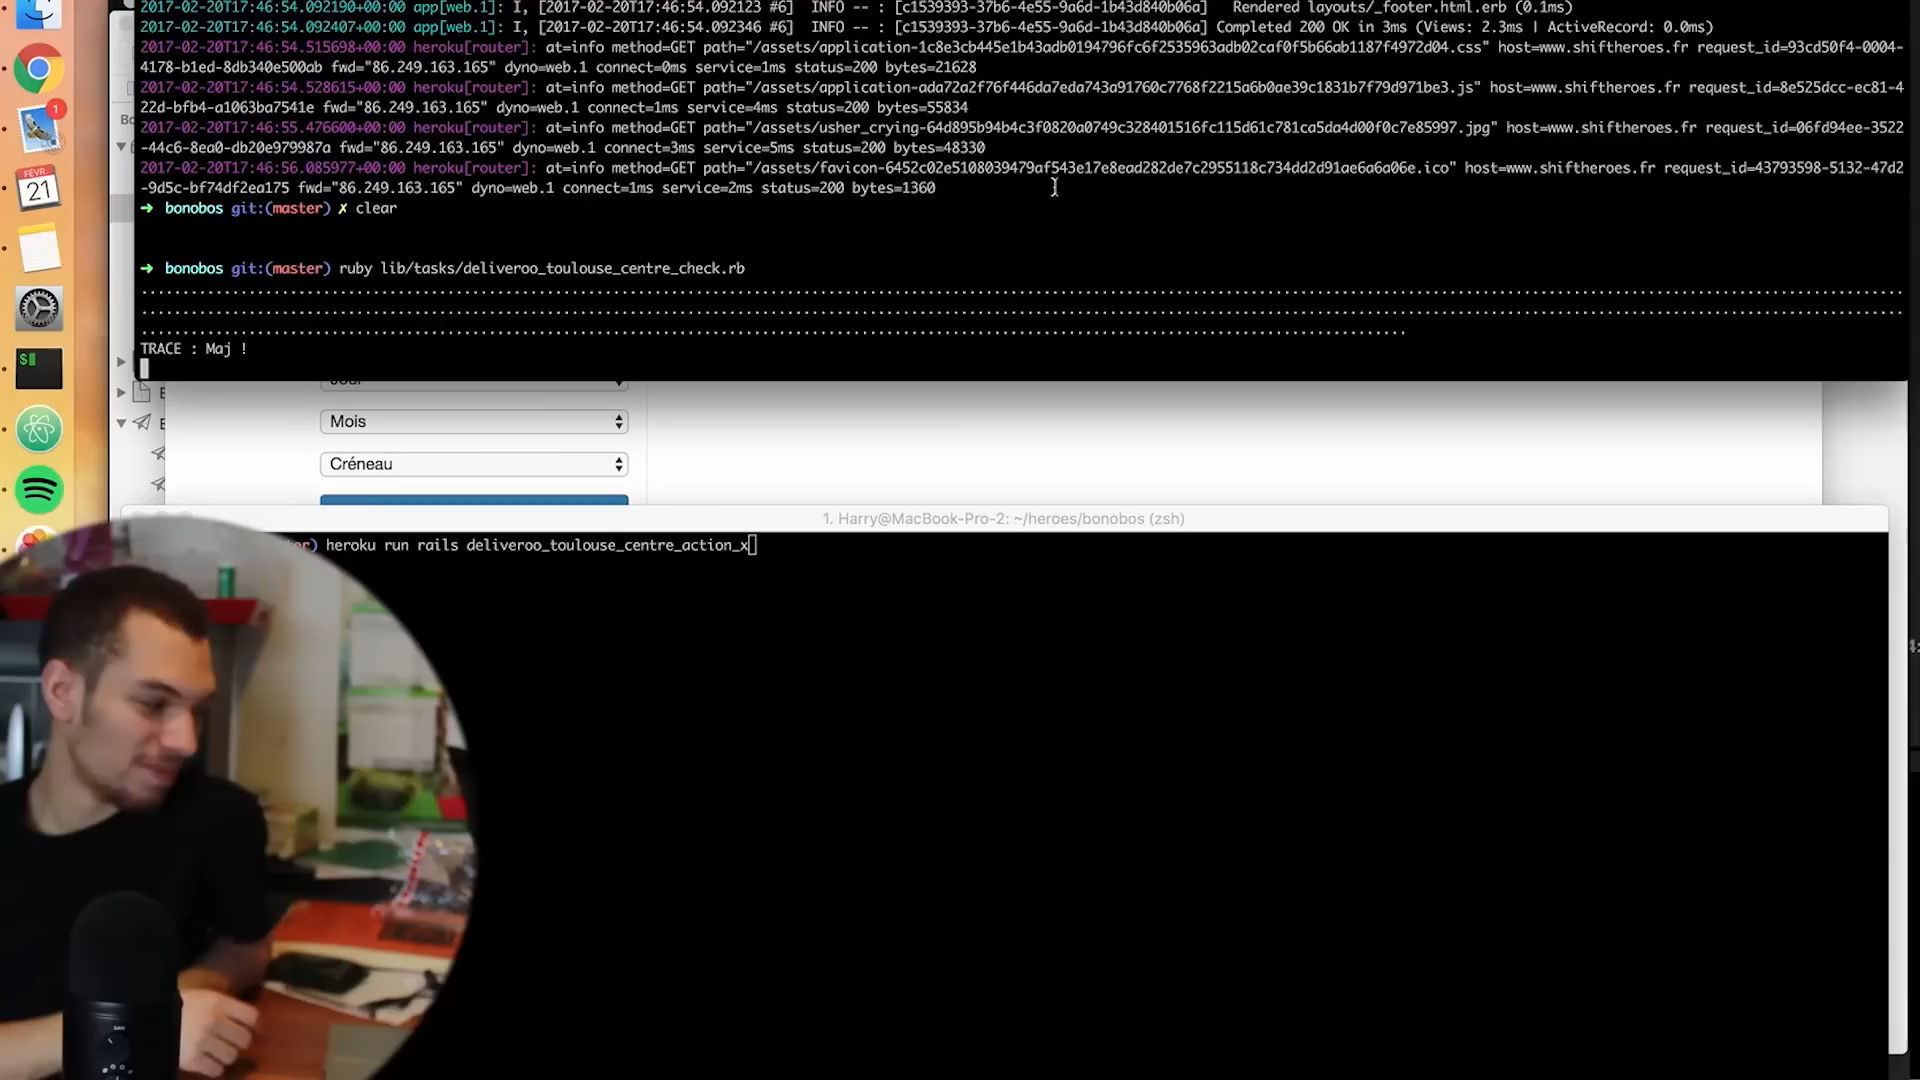 2017-02-20T17:46:54.092190+00:00 app[web.1]: I, [2017-02-20T17:46:54.092123 #6]  INFO -- : [c1539393-37b6-4e55-9a6d-1b43d840b06a]   Rendered layouts/_footer.html.erb (0.1ms)
2017-02-20T17:46:54.092407+00:00 app[web.1]: I, [2017-02-20T17:46:54.092346 #6]  INFO -- : [c1539393-37b6-4e55-9a6d-1b43d840b06a] Completed 200 OK in 3ms (Views: 2.3ms | ActiveRecord: 0.0ms)
2017-02-20T17:46:54.515698+00:00 heroku[router]: at=info method=GET path="/assets/application-1c8e3cb445e1b43adb0194796fc6f2535963adb02caf0f5b66ab1187f4972d04.css" host=www.shiftheroes.fr request_id=93cd50f4-0004-
4178-b1ed-8db340e500ab fwd="86.249.163.165" dyno=web.1 connect=0ms service=1ms status=200 bytes=21628
2017-02-20T17:46:54.528615+00:00 heroku[router]: at=info method=GET path="/assets/application-ada72a2f76f446da7eda743a91760c7768f2215a6b0ae39c1831b7f79d971be3.js" host=www.shiftheroes.fr request_id=8e525dcc-ec81-4
22d-bfb4-a1063ba7541e fwd="86.249.163.165" dyno=web.1 connect=1ms service=4ms status=200 bytes=55834
2017-02-20T17:46:55.476600+00:00 heroku[router]: at=info method=GET path="/assets/usher_crying-64d895b94b4c3f0820a0749c328401516fc115d61c781ca5da4d00f0c7e85997.jpg" host=www.shiftheroes.fr request_id=06fd94ee-3522
-44c6-8ea0-db20e979987a fwd="86.249.163.165" dyno=web.1 connect=3ms service=5ms status=200 bytes=48330
2017-02-20T17:46:56.085977+00:00 heroku[router]: at=info method=GET path="/assets/favicon-6452c02e5108039479af543e17e8ead282de7c2955118c734dd2d91ae6a6a06e.ico" host=www.shiftheroes.fr request_id=43793598-5132-47d2
-9d5c-bf74df2ea175 fwd="86.249.163.165" dyno=web.1 connect=1ms service=2ms status=200 bytes=1360
➜ bonobos git:(master) ✗ clear
➜ bonobos git:(master) ruby lib/tasks/deliveroo_toulouse_centre_check.rb
TRACE : Maj !
Jour
Mois
Créneau
1. Harry@MacBook-Pro-2: ~/heroes/bonobos (zsh)
heroku run rails deliveroo_toulouse_centre_action_x
FÉVR.
21
1
$